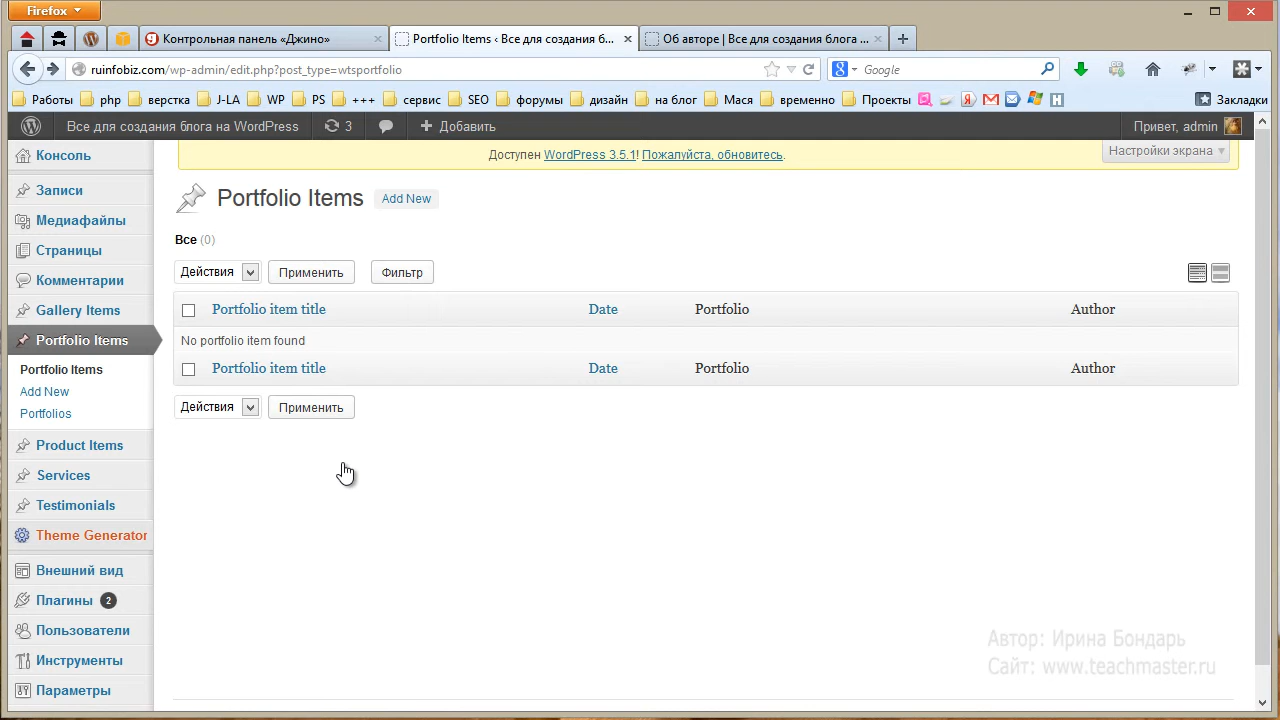 Firefox
Контрольная панель «Джино»
Portfolio Items ‹ Все для создания б...
Об авторе | Все для создания блога ...
ruinfobiz.com/wp-admin/edit.php?post_type=wtsportfolio
Google
Работы
php
верстка
J-LA
WP
PS
+++
сервис
SEO
форумы
дизайн
на блог
Мася
временно
Проекты
Закладки
Все для создания блога на WordPress
3
Добавить
Привет, admin
Доступен WordPress 3.5.1! Пожалуйста, обновитесь.
Настройки экрана
Консоль
Записи
Медиафайлы
Страницы
Комментарии
Gallery Items
Portfolio Items
Portfolio Items
Add New
Portfolios
Product Items
Services
Testimonials
Theme Generator
Внешний вид
Плагины 2
Пользователи
Инструменты
Параметры
Portfolio Items
Add New
Все (0)
Действия
Применить
Фильтр
Portfolio item title
Date
Portfolio
Author
No portfolio item found
Portfolio item title
Date
Portfolio
Author
Действия
Применить
Автор: Ирина Бондарь
Сайт: www.teachmaster.ru